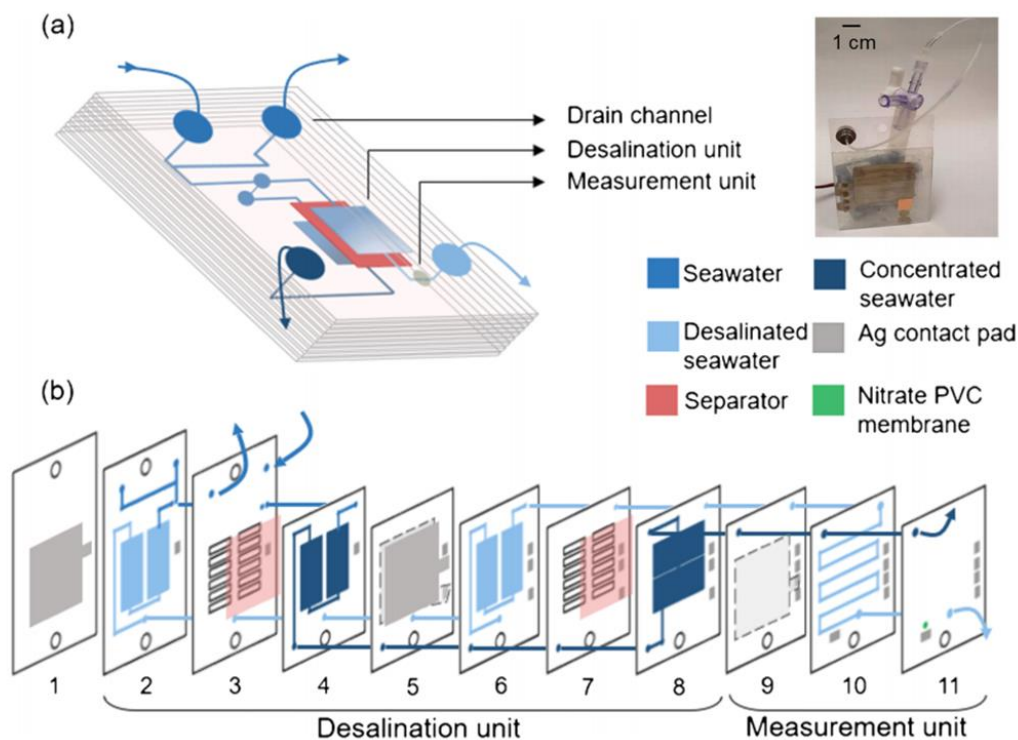 (a)
1 cm
Drain channel
Desalination unit
Measurement unit
Seawater
Concentrated
seawater
Desalinated
seawater
Ag contact pad
Separator
Nitrate PVC
membrane
(b)
1 2 3 4 5 6 7 8 9 10 11
Desalination unit
Measurement unit